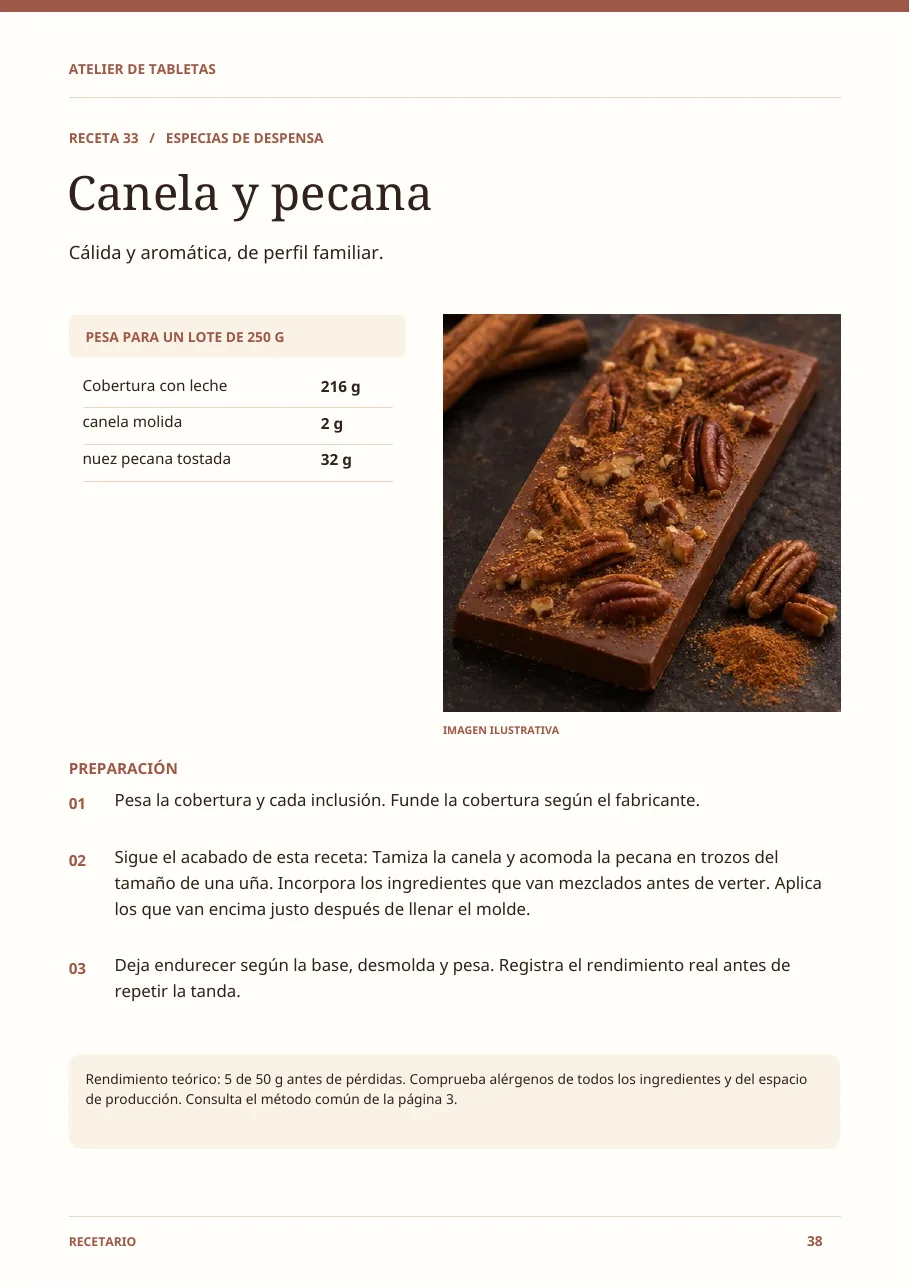 ATELIER DE TABLETAS
RECETA 33 / ESPECIAS DE DESPENSA
Canela y pecana
Cálida y aromática, de perfil familiar.
PESA PARA UN LOTE DE 250 G
Cobertura con leche 216 g
canela molida 2 g
nuez pecana tostada 32 g
IMAGEN ILUSTRATIVA
PREPARACIÓN
01 Pesa la cobertura y cada inclusión. Funde la cobertura según el fabricante.
02 Sigue el acabado de esta receta: Tamiza la canela y acomoda la pecana en trozos del
tamaño de una uña. Incorpora los ingredientes que van mezclados antes de verter. Aplica
los que van encima justo después de llenar el molde.
03 Deja endurecer según la base, desmolda y pesa. Registra el rendimiento real antes de
repetir la tanda.
Rendimiento teórico: 5 de 50 g antes de pérdidas. Comprueba alérgenos de todos los ingredientes y del espacio
de producción. Consulta el método común de la página 3.
RECETARIO 38